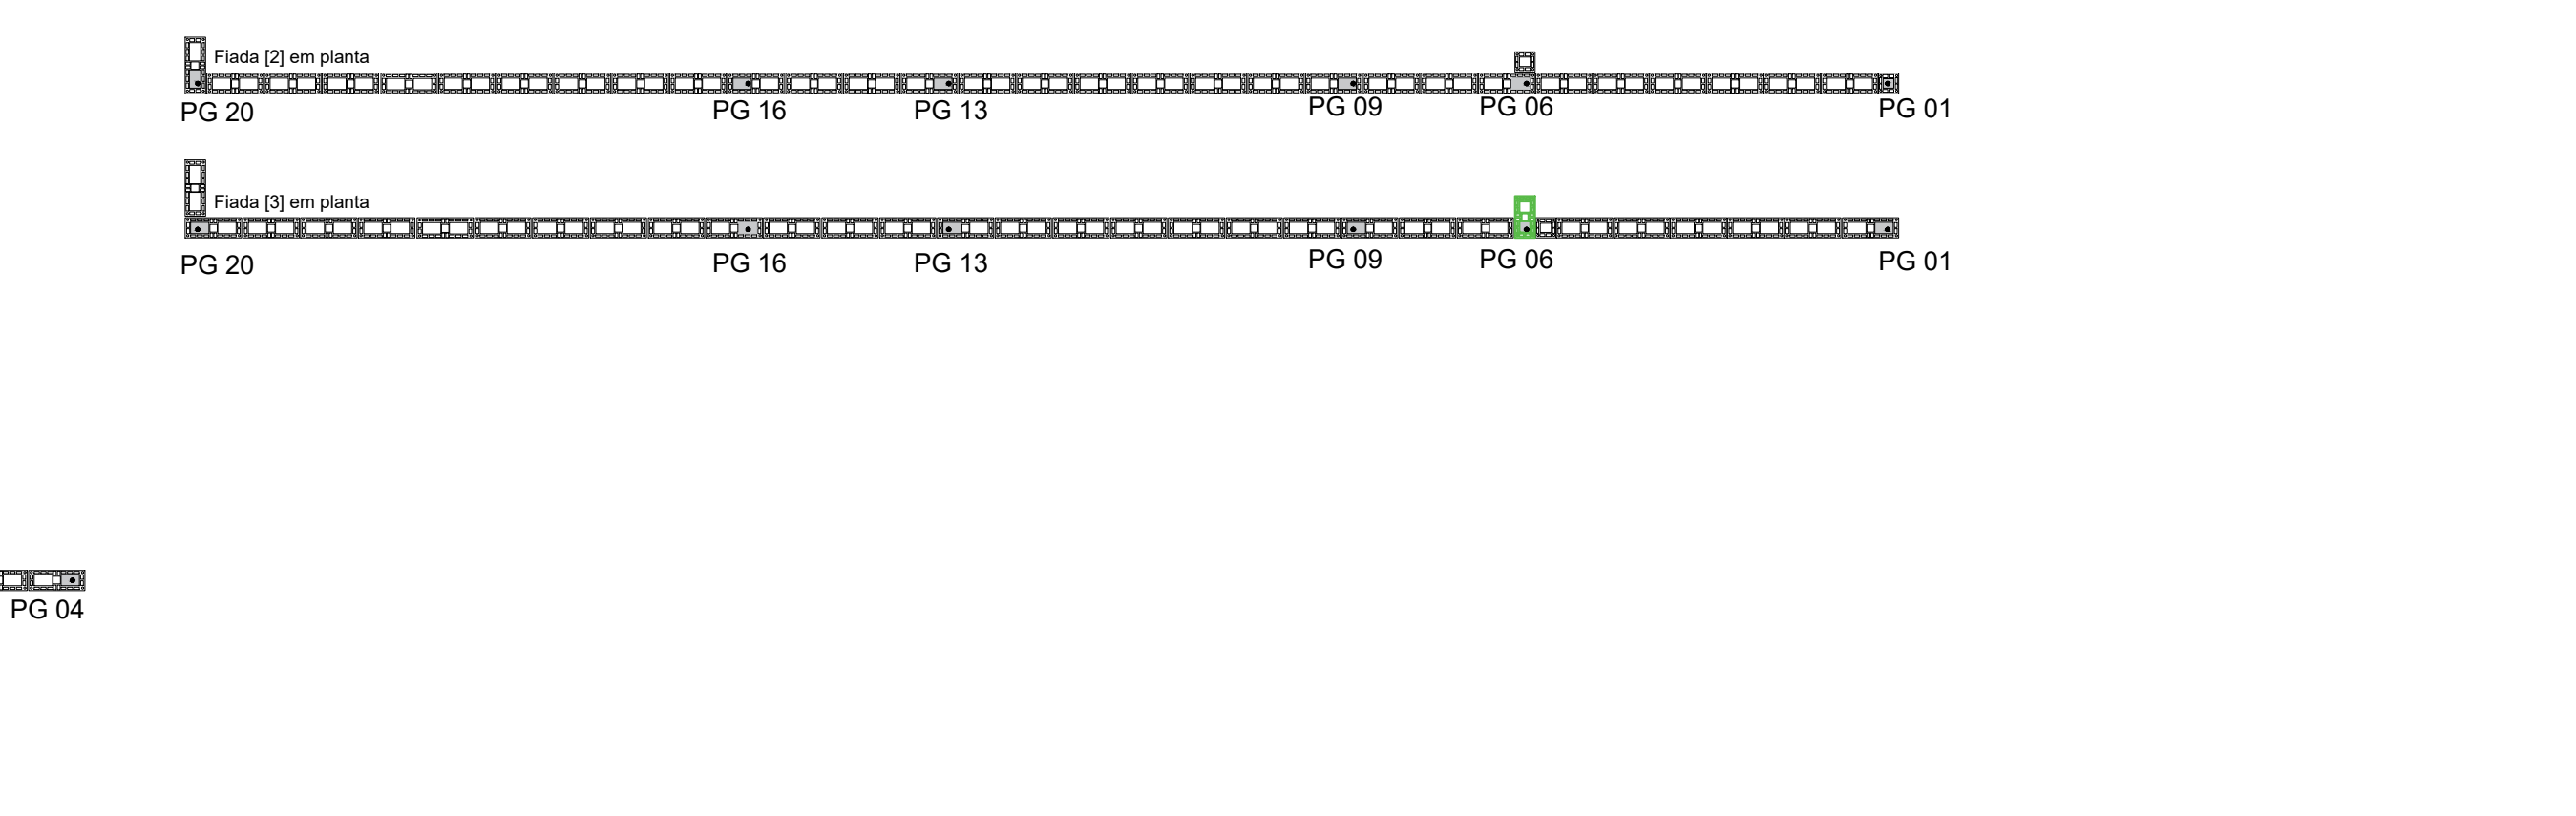 Fiada [2] em planta
PG 20
PG 16
PG 13
PG 09
PG 06
PG 01
Fiada [3] em planta
PG 20
PG 16
PG 13
PG 09
PG 06
PG 01
PG 04